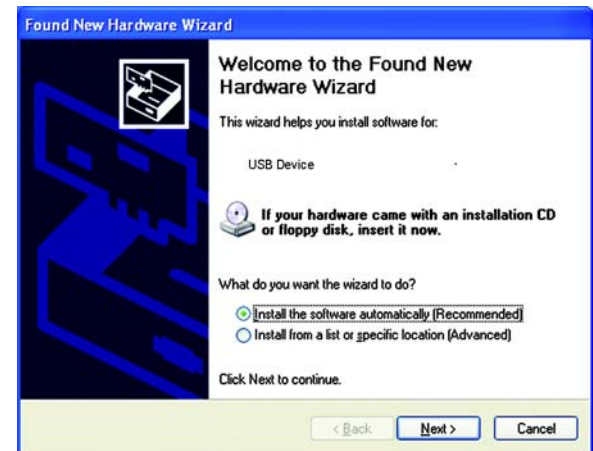 Found New Hardware Wizard
Welcome to the Found New
Hardware Wizard
This wizard helps you install software for:
USB Device
If your hardware came with an installation CD
or floppy disk, insert it now.
What do you want the wizard to do?
Install the software automatically (Recommended)
Install from a list or specific location (Advanced)
Click Next to continue.
< Back Next > Cancel